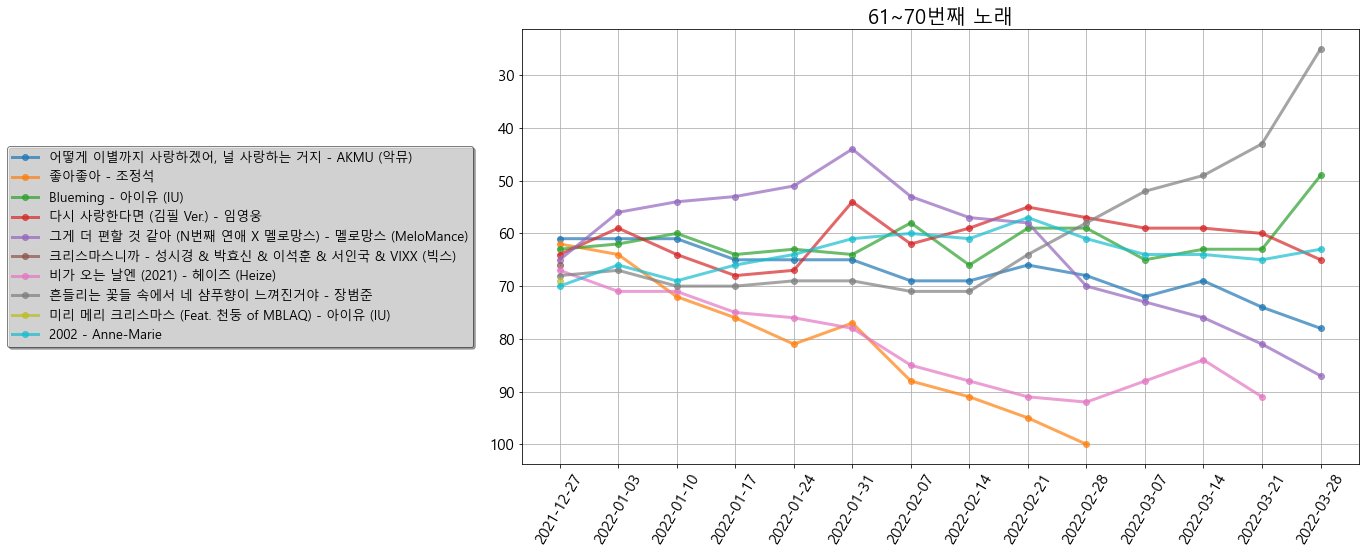 61~70번째 노래
어떻게 이별까지 사랑하겠어, 널 사랑하는 거지 - AKMU (악뮤)
좋아좋아 - 조정석
Blueming - 아이유 (IU)
다시 사랑한다면 (김필 Ver.) - 임영웅
그게 더 편할 것 같아 (N번째 연애 X 멜로망스) - 멜로망스 (MeloMance)
크리스마스니까 - 성시경 & 박효신 & 이석훈 & 서인국 & VIXX (빅스)
비가 오는 날엔 (2021) - 헤이즈 (Heize)
흔들리는 꽃들 속에서 네 샴푸향이 느껴진거야 - 장범준
미리 메리 크리스마스 (Feat. 천둥 of MBLAQ) - 아이유 (IU)
2002 - Anne-Marie
30
40
50
60
70
80
90
100
2021-12-27
2022-01-03
2022-01-10
2022-01-17
2022-01-24
2022-01-31
2022-02-07
2022-02-14
2022-02-21
2022-02-28
2022-03-07
2022-03-14
2022-03-21
2022-03-28